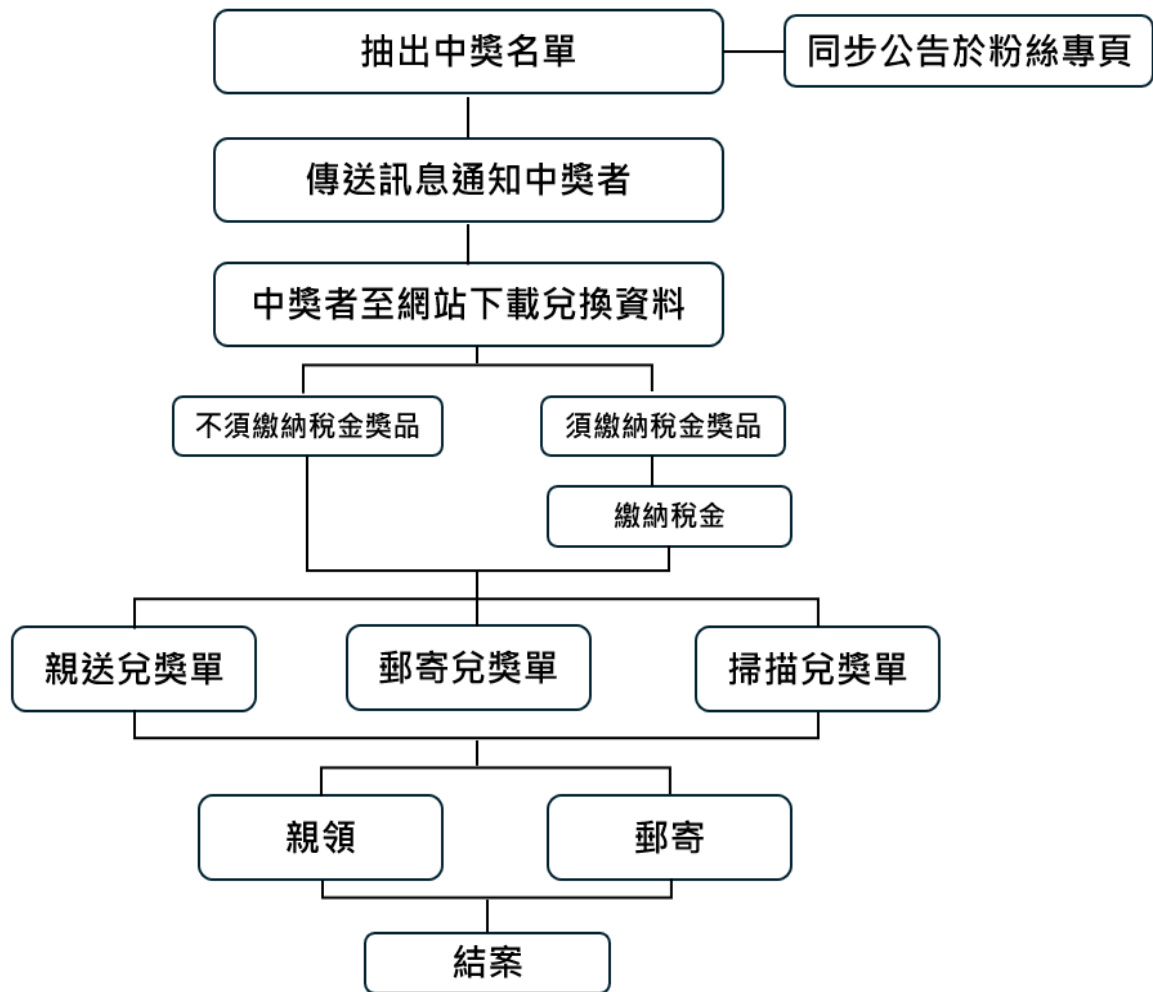 抽出中獎名單
同步公告於粉絲專頁
傳送訊息通知中獎者
中獎者至網站下載兌換資料
不須繳納稅金獎品
須繳納稅金獎品
繳納稅金
親送兌獎單
郵寄兌獎單
掃描兌獎單
親領
郵寄
結案